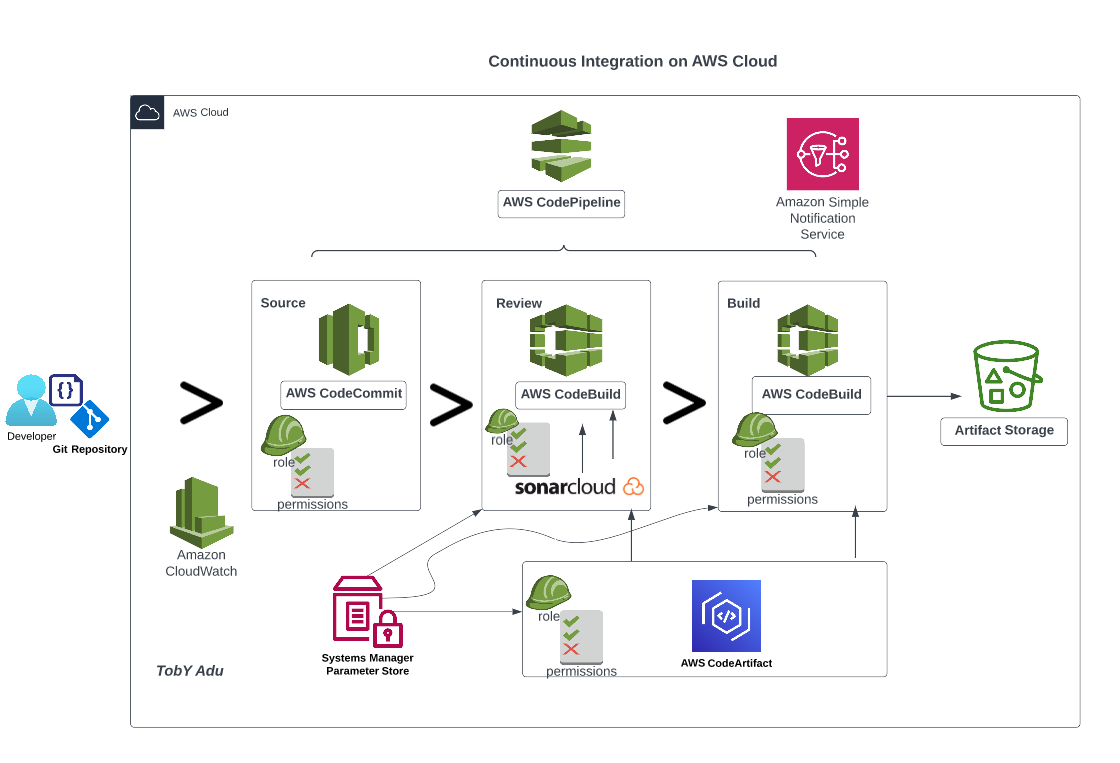 Continuous Integration on AWS Cloud
AWS Cloud
AWS CodePipeline
Amazon Simple
Notification
Service
Source
AWS CodeCommit
role
permissions
Review
AWS CodeBuild
role
sonarcloud
Build
AWS CodeBuild
role
permissions
Artifact Storage
Developer
Git Repository
Amazon
CloudWatch
Systems Manager
Parameter Store
role
permissions
AWS CodeArtifact
TobY Adu